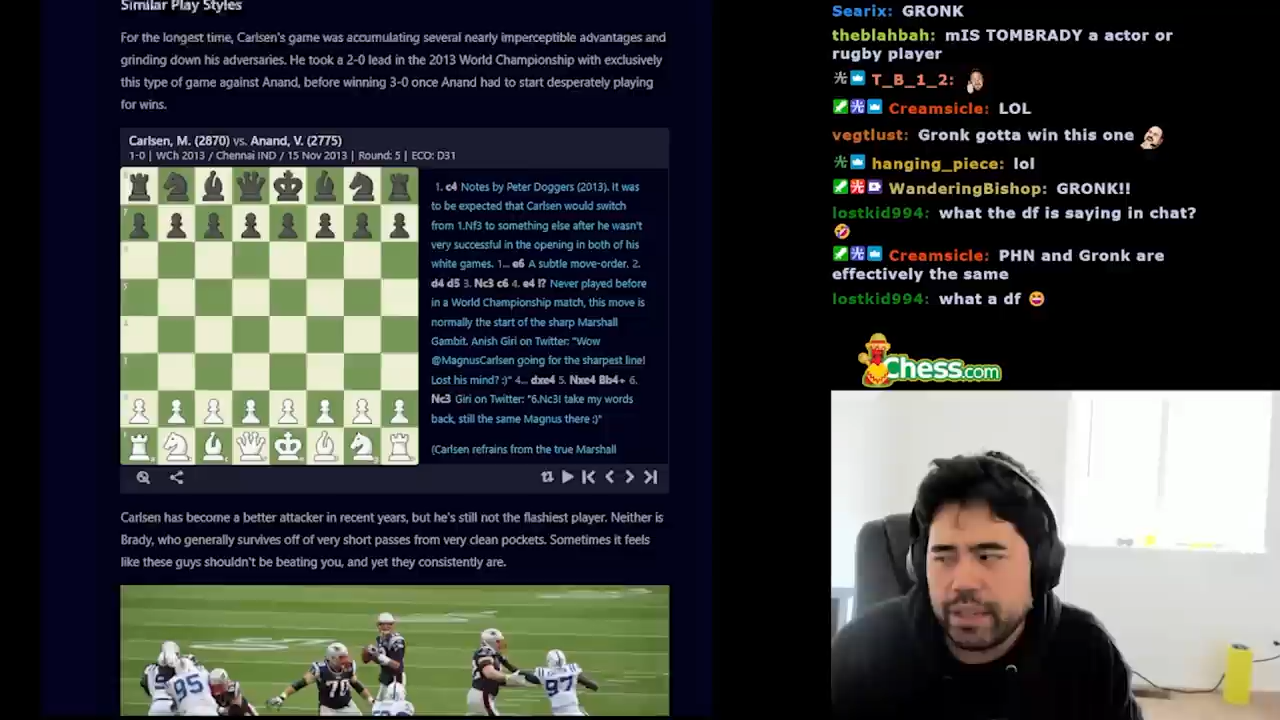 Similar Play Styles
For the longest time, Carlsen's game was accumulating several nearly imperceptible advantages and
grinding down his adversaries. He took a 2-0 lead in the 2013 World Championship with exclusively
this type of game against Anand, before winning 3-0 once Anand had to start desperately playing
for wins.
Carlsen, M. (2870) vs. Anand, V. (2775)
1-0 | WCh 2013 / Chennai IND / 15 Nov 2013 | Round: 5 | ECO: D31
1. c4 Notes by Peter Doggers (2013). It was
to be expected that Carlsen would switch
from 1.Nf3 to something else after he wasn't
very successful in the opening in both of his
white games. 1... e6 A subtle move-order. 2.
d4 d5 3. Nc3 c6 4. e4 !? Never played before
in a World Championship match, this move is
normally the start of the sharp Marshall
Gambit. Anish Giri on Twitter: "Wow
@MagnusCarlsen going for the sharpest line!
Lost his mind? :)" 4... dxe4 5. Nxe4 Bb4+ 6.
Nc3 Giri on Twitter: "6.Nc3! take my words
back, still the same Magnus there :)"
(Carlsen refrains from the true Marshall
Carlsen has become a better attacker in recent years, but he's still not the flashiest player. Neither is
Brady, who generally survives off of very short passes from very clean pockets. Sometimes it feels
like these guys shouldn't be beating you, and yet they consistently are.
95
70
97
Searix: GRONK
theblahbah: mIS TOMBRADY a actor or
rugby player
T_B_1_2:
Creamsicle: LOL
vegtlust: Gronk gotta win this one
hanging_piece: lol
WanderingBishop: GRONK!!
lostkid994: what the df is saying in chat?
Creamsicle: PHN and Gronk are
effectively the same
lostkid994: what a df
Chess.com